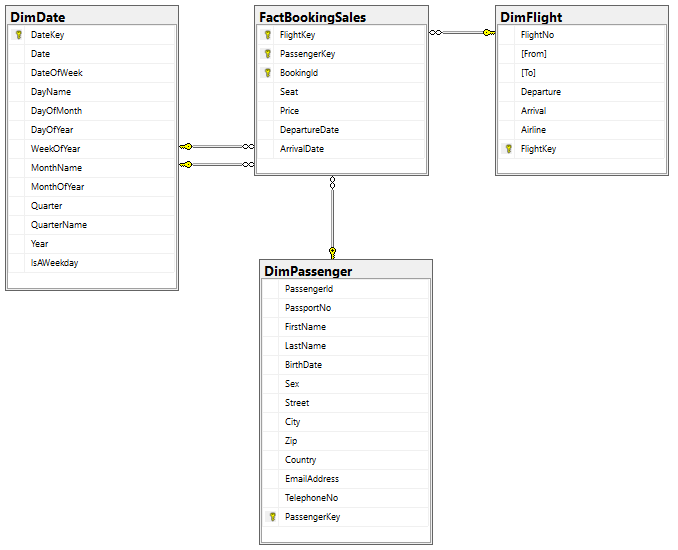 DimDate
DateKey
Date
DateOfWeek
DayName
DayOfMonth
DayOfYear
WeekOfYear
MonthName
MonthOfYear
Quarter
QuarterName
Year
IsAWeekday
FactBookingSales
FlightKey
PassengerKey
BookingId
Seat
Price
DepartureDate
ArrivalDate
DimFlight
FlightNo
[From]
[To]
Departure
Arrival
Airline
FlightKey
DimPassenger
PassengerId
PassportNo
FirstName
LastName
BirthDate
Sex
Street
City
Zip
Country
EmailAddress
TelephoneNo
PassengerKey